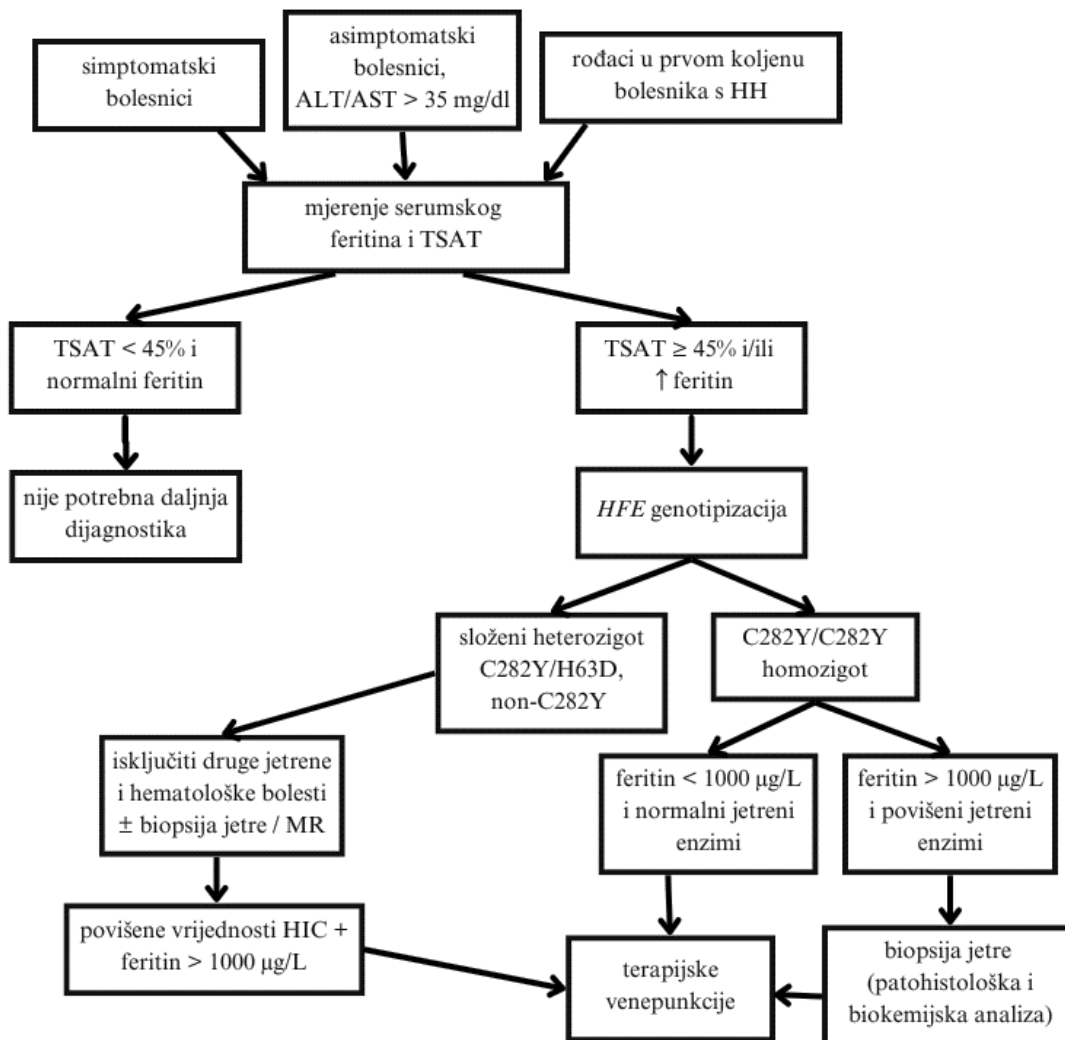 simptomatski
bolesnici
asimptomatski
bolesnici,
ALT/AST > 35 mg/dl
rođaci u prvom koljenu
bolesnika s HH
mjerenje serumskog
feritina i TSAT
TSAT < 45% i
normalni feritin
TSAT ≥ 45% i/ili
↑ feritin
nije potrebna daljnja
dijagnostika
HFE genotipizacija
složeni heterozigot
C282Y/H63D,
non-C282Y
C282Y/C282Y
homozigot
isključiti druge jetrene
i hematološke bolesti
± biopsija jetre / MR
feritin < 1000 µg/L
i normalni jetreni
enzimi
feritin > 1000 µg/L
i povišeni jetreni
enzimi
povišene vrijednosti HIC +
feritin > 1000 µg/L
terapijske
venepunkcije
biopsija jetre
(patohistološka i
biokemijska analiza)